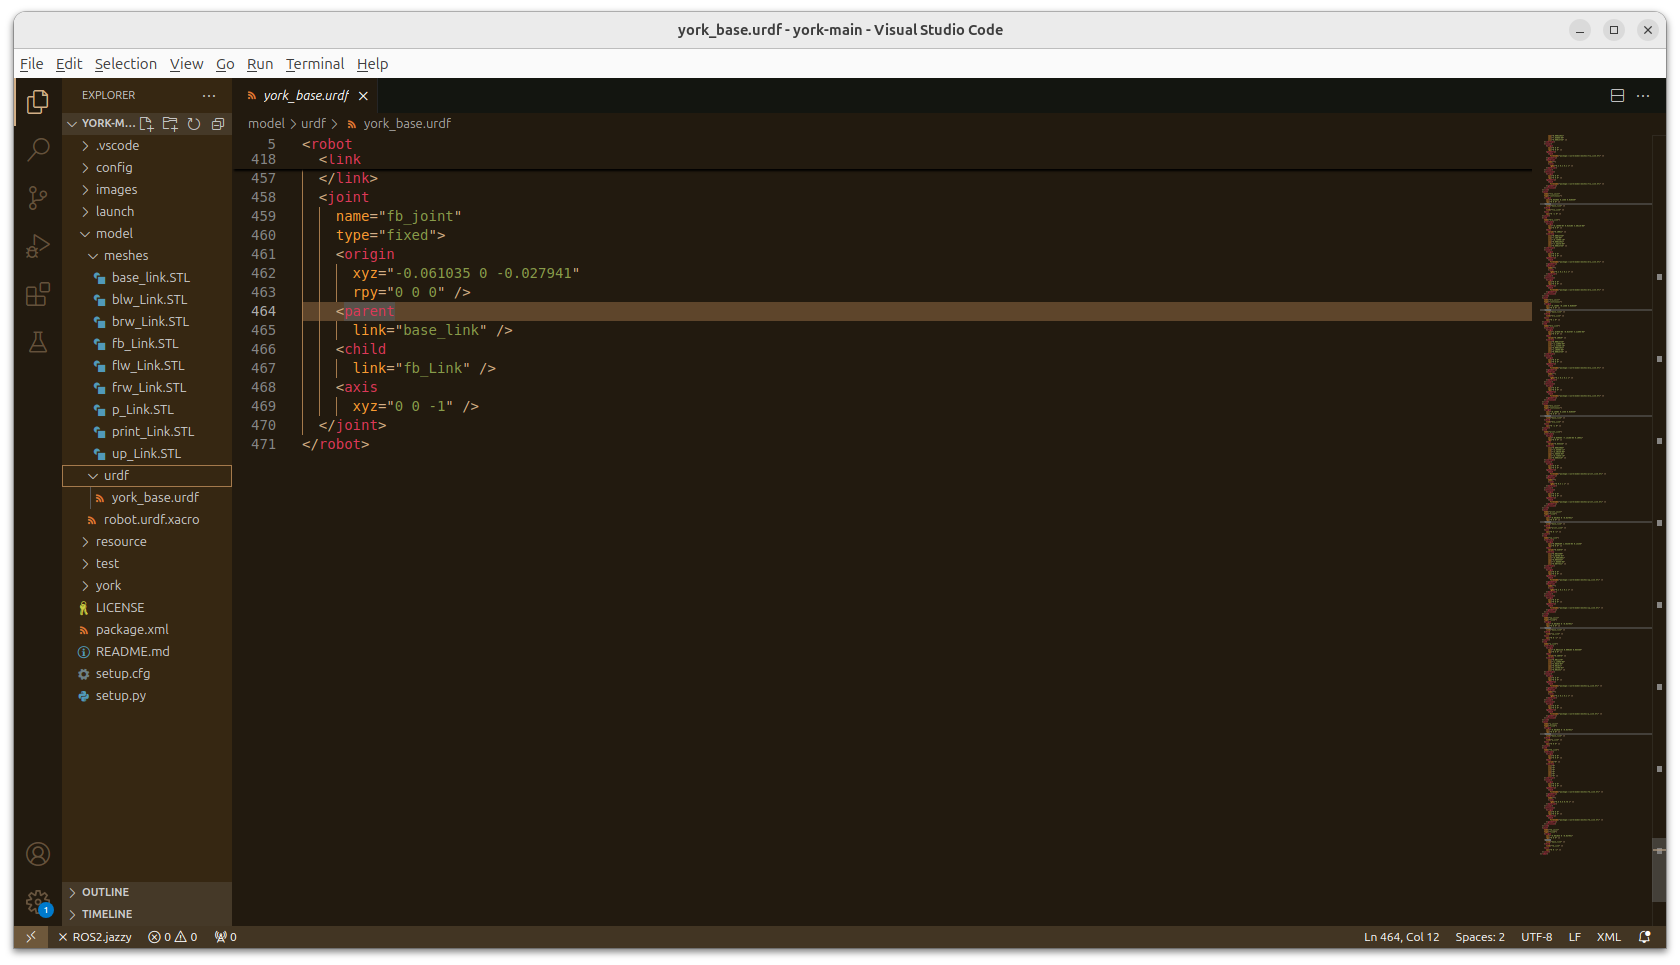 york_base.urdf - york-main - Visual Studio Code
File Edit Selection View Go Run Terminal Help
EXPLORER
york_base.urdf
YORK-M...
model > urdf > york_base.urdf
.vscode
config
images
launch
model
meshes
base_link.STL
blw_Link.STL
brw_Link.STL
fb_Link.STL
flw_Link.STL
frw_Link.STL
p_Link.STL
print_Link.STL
up_Link.STL
urdf
york_base.urdf
robot.urdf.xacro
resource
test
york
LICENSE
package.xml
README.md
setup.cfg
setup.py
OUTLINE
TIMELINE
5 <robot
418 <link
457 </link>
458 <joint
459 name="fb_joint"
460 type="fixed">
461 <origin
462 xyz="-0.061035 0 -0.027941"
463 rpy="0 0 0" />
464 <parent
465 link="base_link" />
466 <child
467 link="fb_Link" />
468 <axis
469 xyz="0 0 -1" />
470 </joint>
471 </robot>
1
ROS2.jazzy 0 0 0
Ln 464, Col 12 Spaces: 2 UTF-8 LF XML